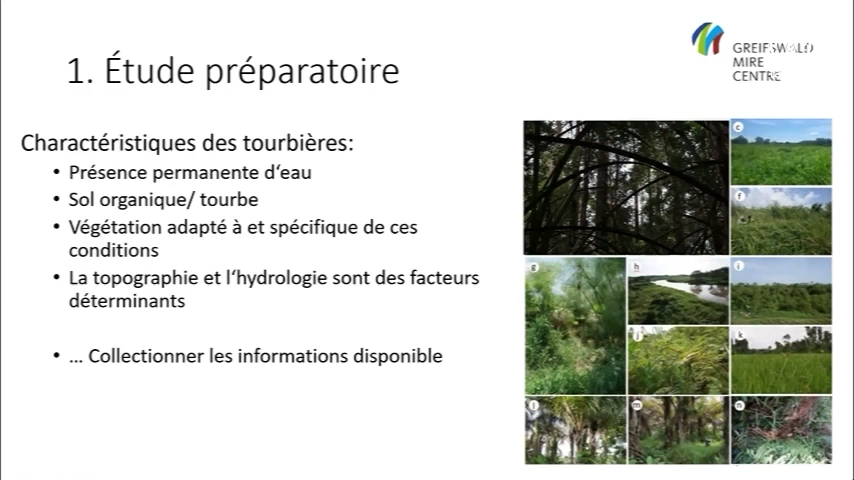 1. Étude préparatoire
GREIFSWALD
MIRE
CENTRE
Charactéristiques des tourbières:
• Présence permanente d‘eau
• Sol organique/ tourbe
• Végétation adapté à et spécifique de ces
conditions
• La topographie et l‘hydrologie sont des facteurs
déterminants
• ... Collectionner les informations disponible
c
f
g
h
i
j
k
l
m
n